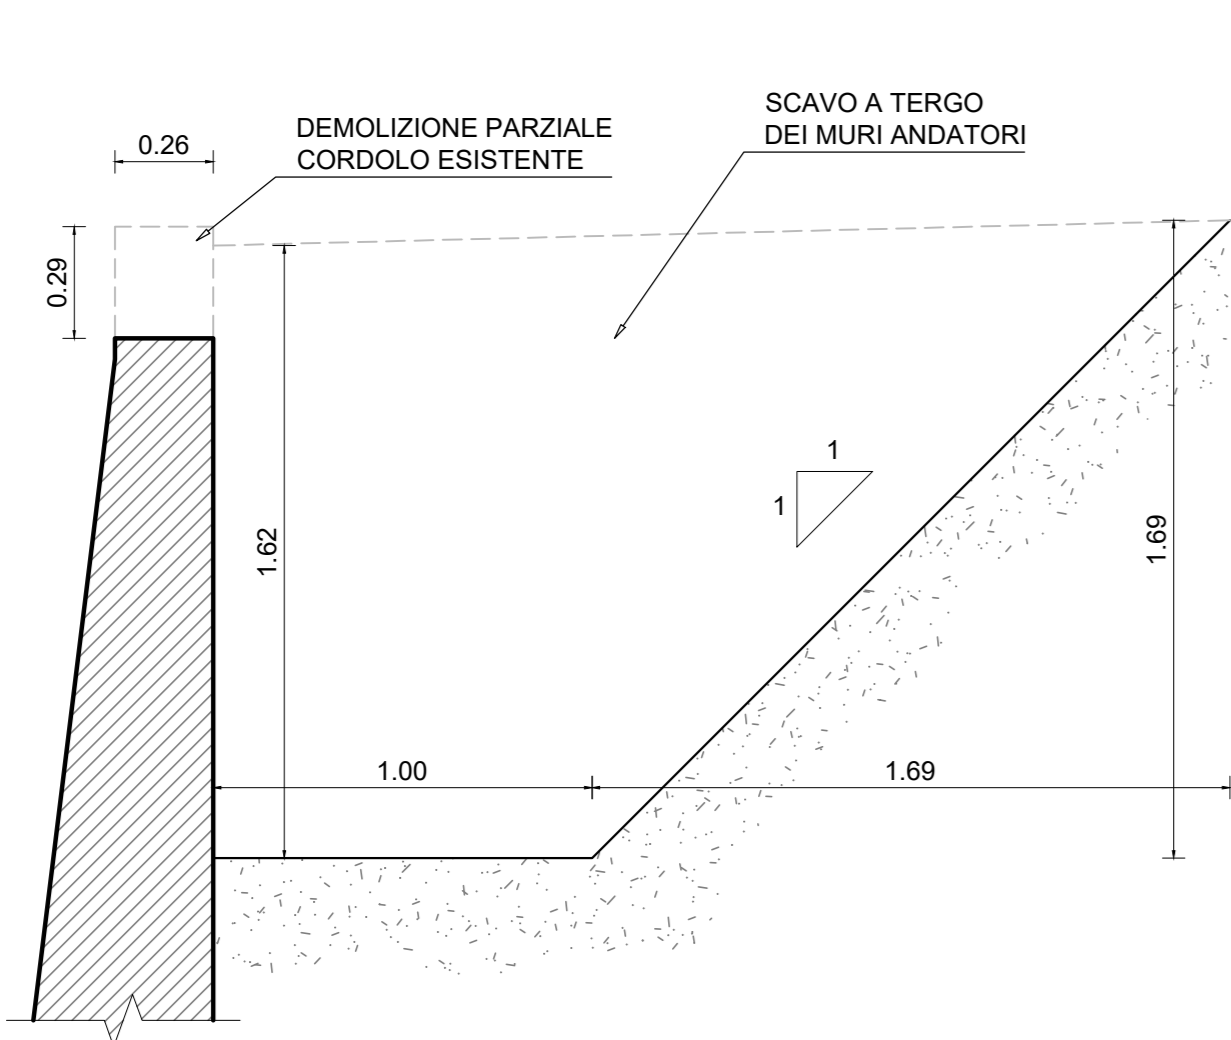 SCAVO A TERGO
DEI MURI ANDATORI
DEMOLIZIONE PARZIALE
CORDOLO ESISTENTE
0.26
0.29
1
1
1.62
1.69
1.00
1.69